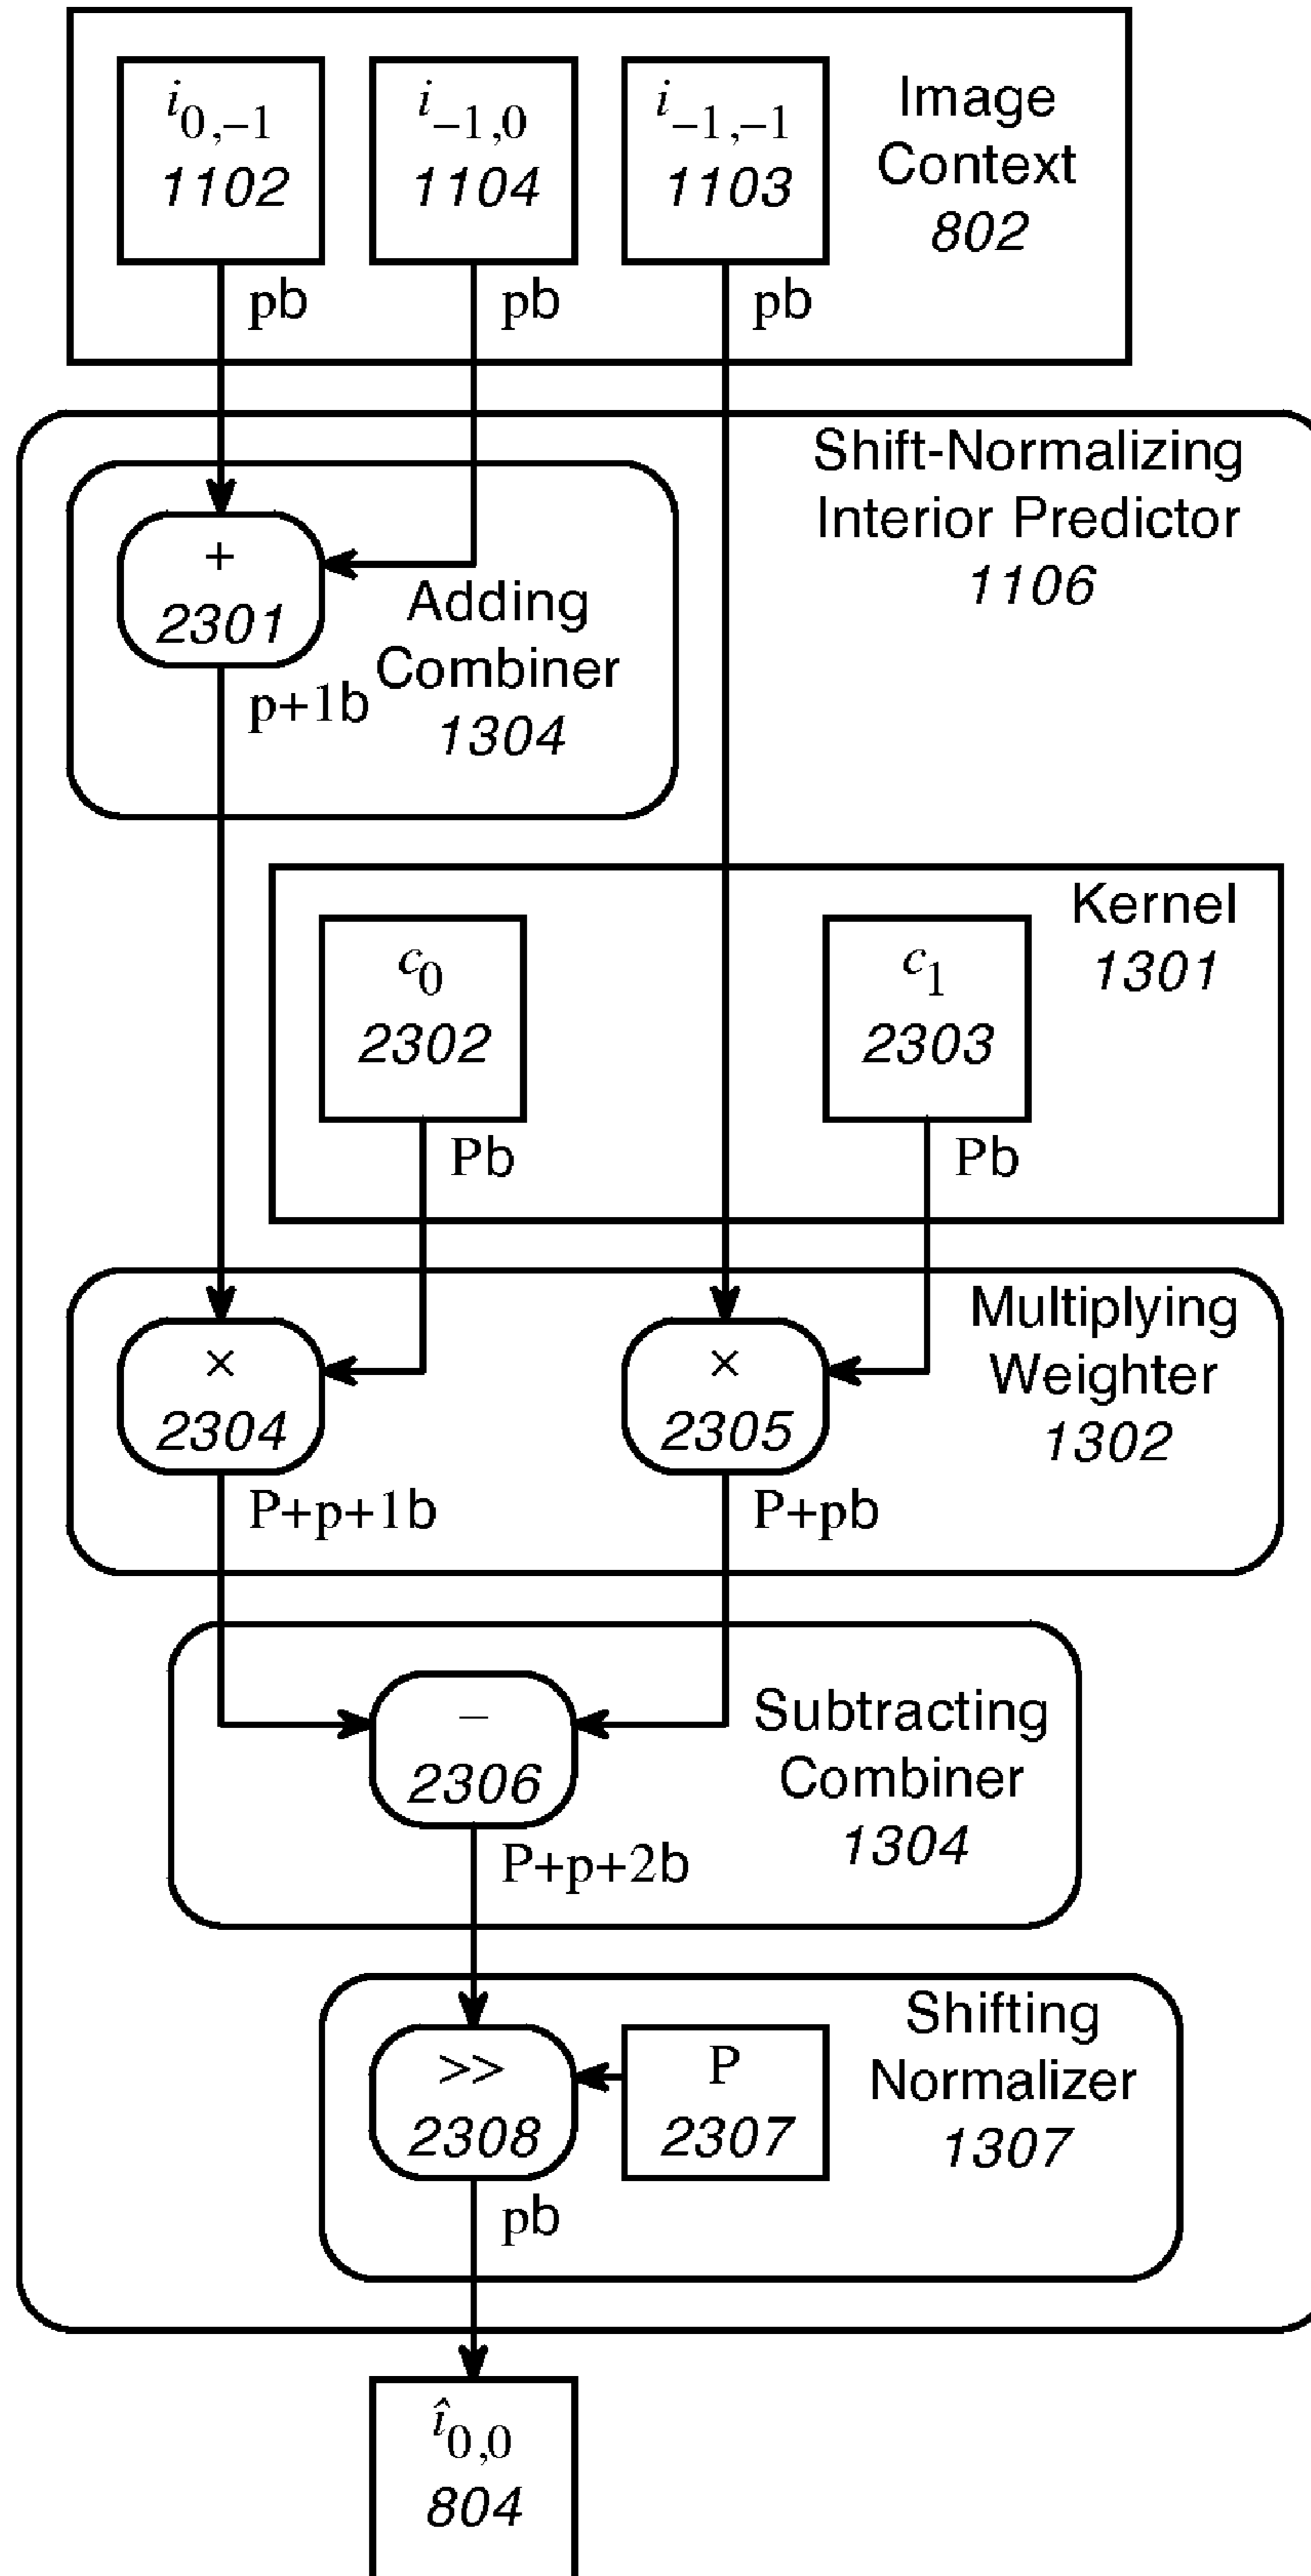 i0,−1
1102
i−1,0
1104
i−1,−1
1103
Image
Context
802
pb
pb
pb
Shift-Normalizing
Interior Predictor
1106
+
2301
Adding
Combiner
1304
p+1b
Kernel
1301
c0
2302
c1
2303
Pb
Pb
Multiplying
Weighter
1302
×
2304
×
2305
P+p+1b
P+pb
−
2306
Subtracting
Combiner
1304
P+p+2b
Shifting
Normalizer
1307
>>
2308
P
2307
pb
î0,0
804